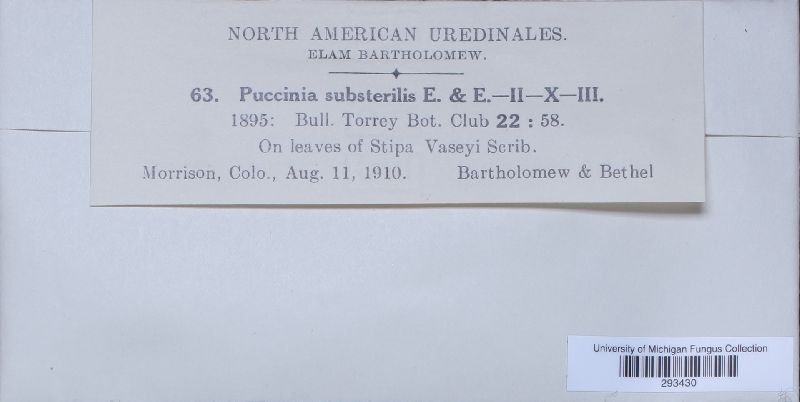 NORTH AMERICAN UREDINALES.
ELAM BARTHOLOMEW.
63. Puccinia substerilis E. & E.—II—X—III.
1895: Bull. Torrey Bot. Club 22 : 58.
On leaves of Stipa Vaseyi Scrib.
Morrison, Colo., Aug. 11, 1910. Bartholomew & Bethel
University of Michigan Fungus Collection
293430